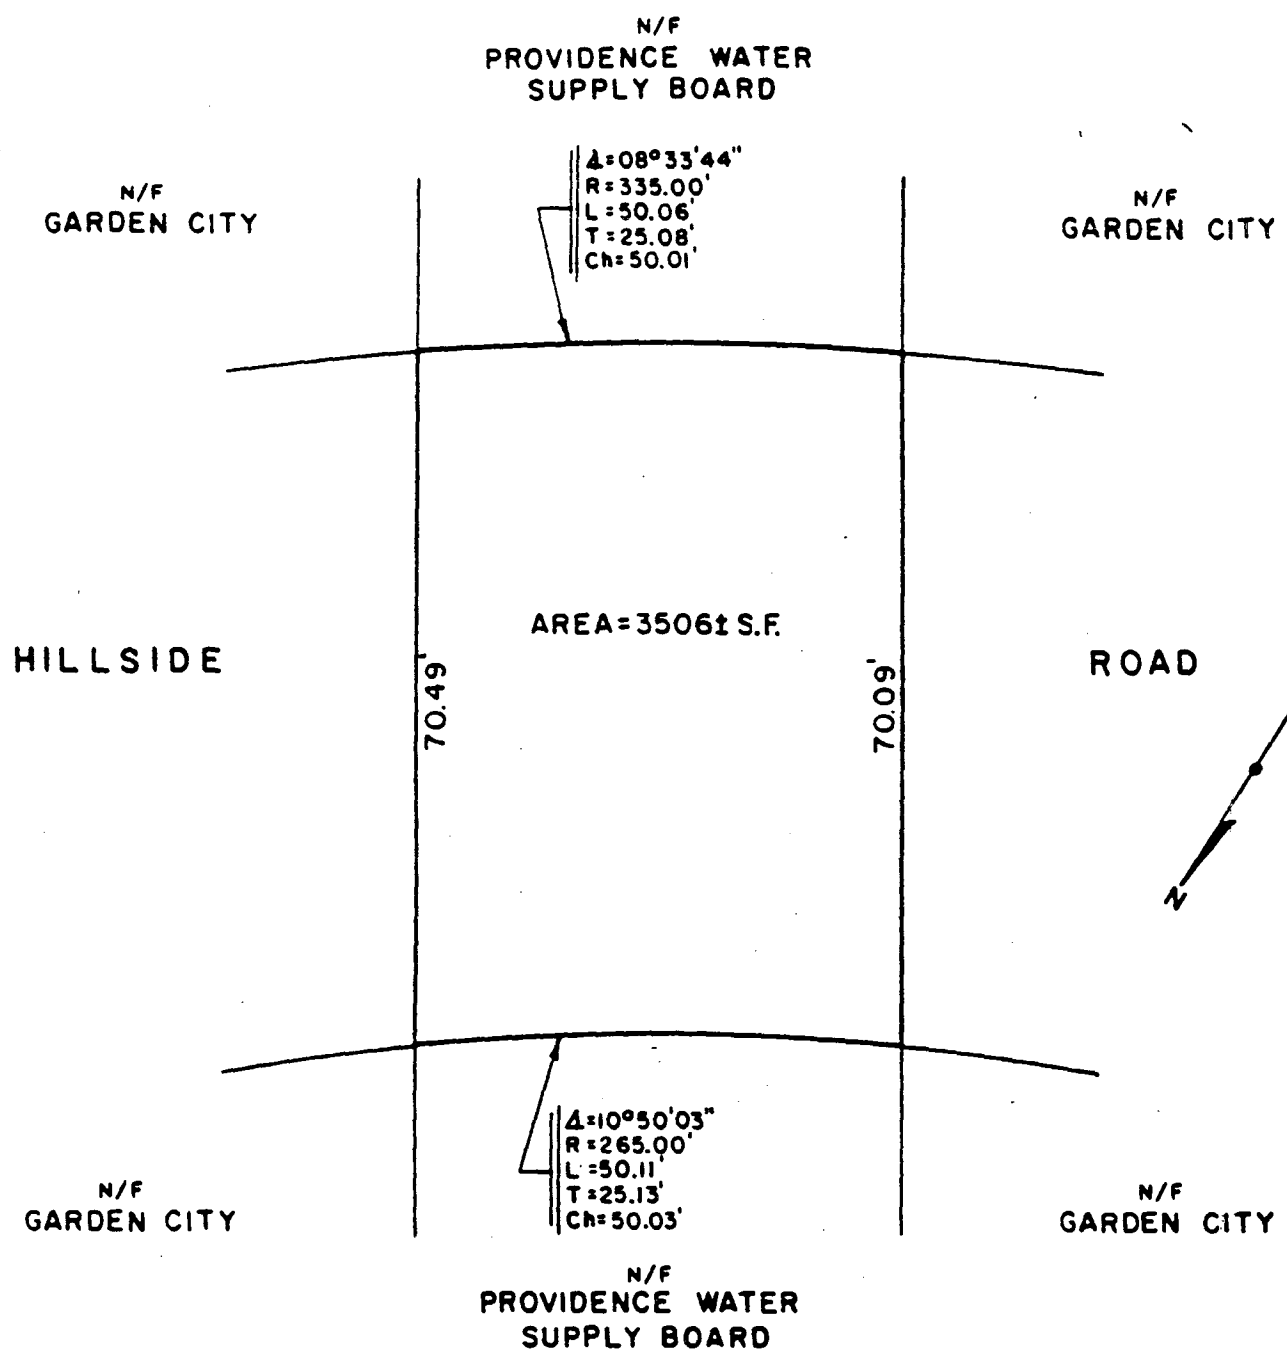 N/F
PROVIDENCE WATER
SUPPLY BOARD
Δ=08°33'44"
R=335.00'
L=50.06'
T=25.08'
Ch=50.01'
N/F
GARDEN CITY
N/F
GARDEN CITY
AREA=3506± S.F.
HILLSIDE
ROAD
70.49'
70.09'
N
Δ=10°50'03"
R=265.00'
L=50.11'
T=25.13'
Ch=50.03'
N/F
GARDEN CITY
N/F
GARDEN CITY
N/F
PROVIDENCE WATER
SUPPLY BOARD